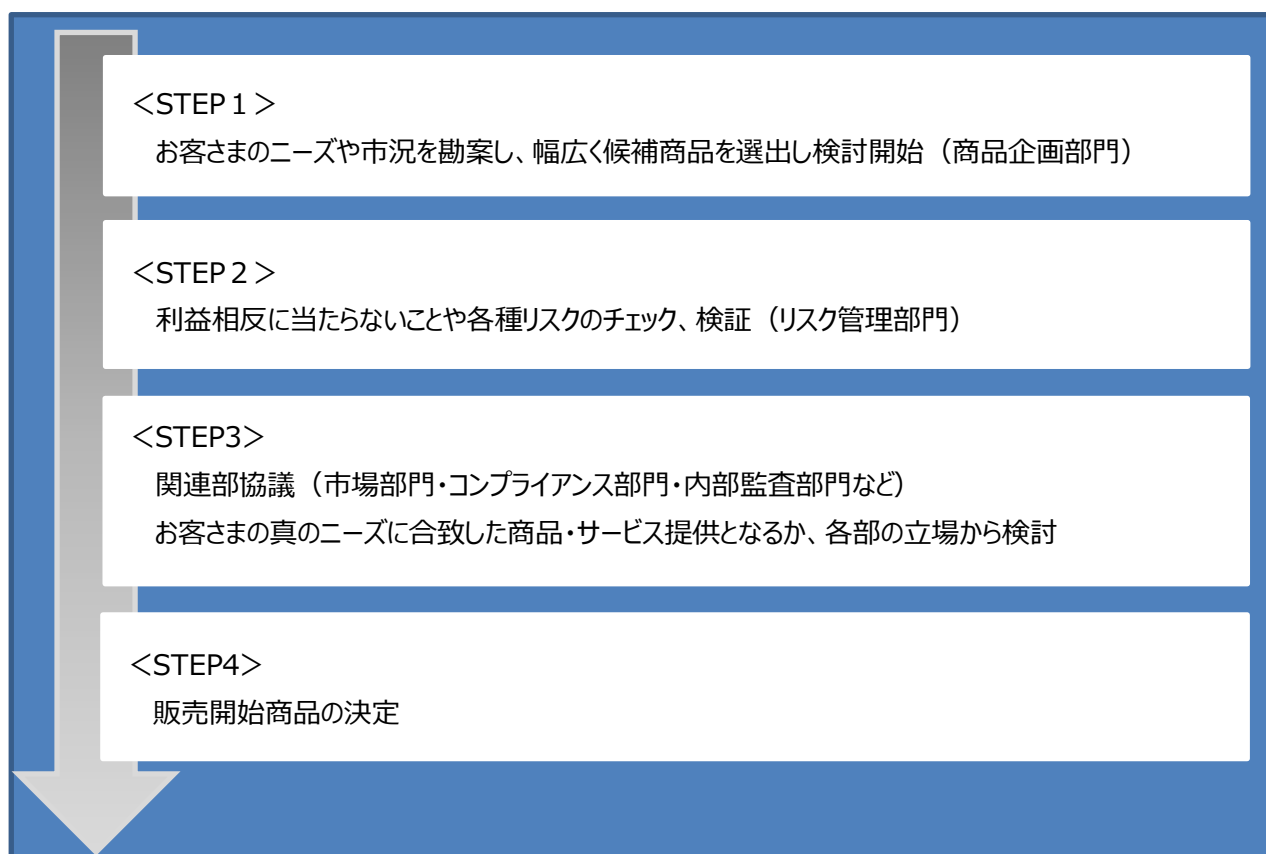 ＜STEP１＞
お客さまのニーズや市況を勘案し、幅広く候補商品を選出し検討開始（商品企画部門）
＜STEP２＞
利益相反に当たらないことや各種リスクのチェック、検証（リスク管理部門）
＜STEP3＞
関連部協議（市場部門・コンプライアンス部門・内部監査部門など）
お客さまの真のニーズに合致した商品・サービス提供となるか、各部の立場から検討
＜STEP4＞
販売開始商品の決定